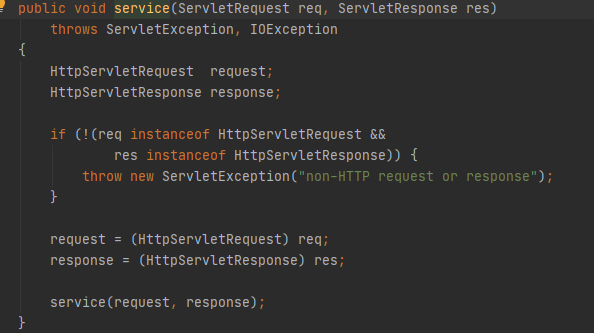 public void service(ServletRequest req, ServletResponse res)
    throws ServletException, IOException
{
    HttpServletRequest  request;
    HttpServletResponse response;

    if (!(req instanceof HttpServletRequest &&
            res instanceof HttpServletResponse)) {
        throw new ServletException("non-HTTP request or response");
    }

    request = (HttpServletRequest) req;
    response = (HttpServletResponse) res;

    service(request, response);
}